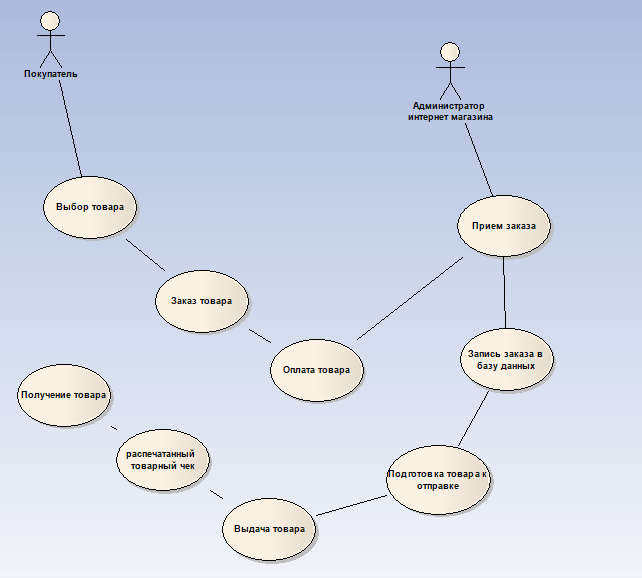 Покупатель
Администратор
интернет магазина
Выбор товара
Прием заказа
Заказ товара
Оплата товара
Запись заказа в
базу данных
Получение товара
распечатанный
товарный чек
Подготовка товара к
отправке
Выдача товара